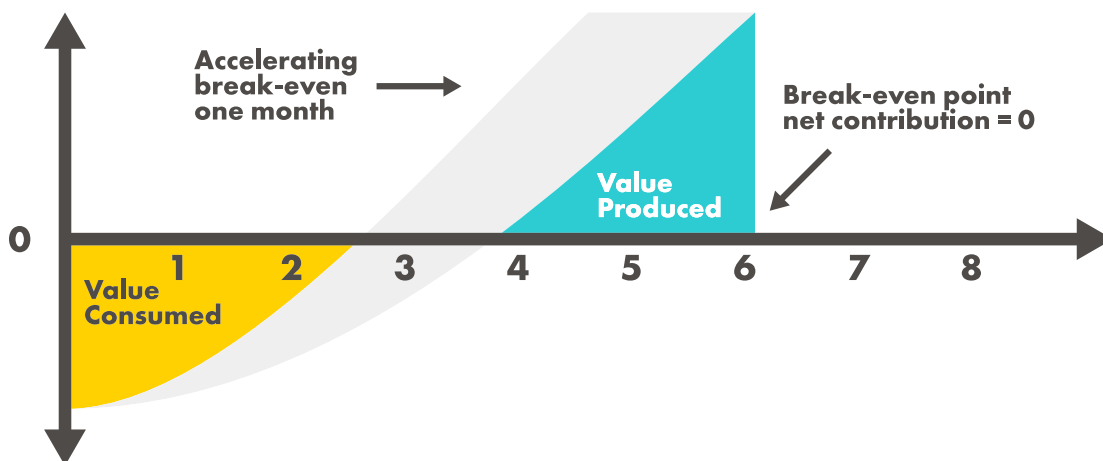 Accelerating
break-even
one month
Break-even point
net contribution = 0
Value
Produced
0
1 2 3 4 5 6 7 8
Value
Consumed